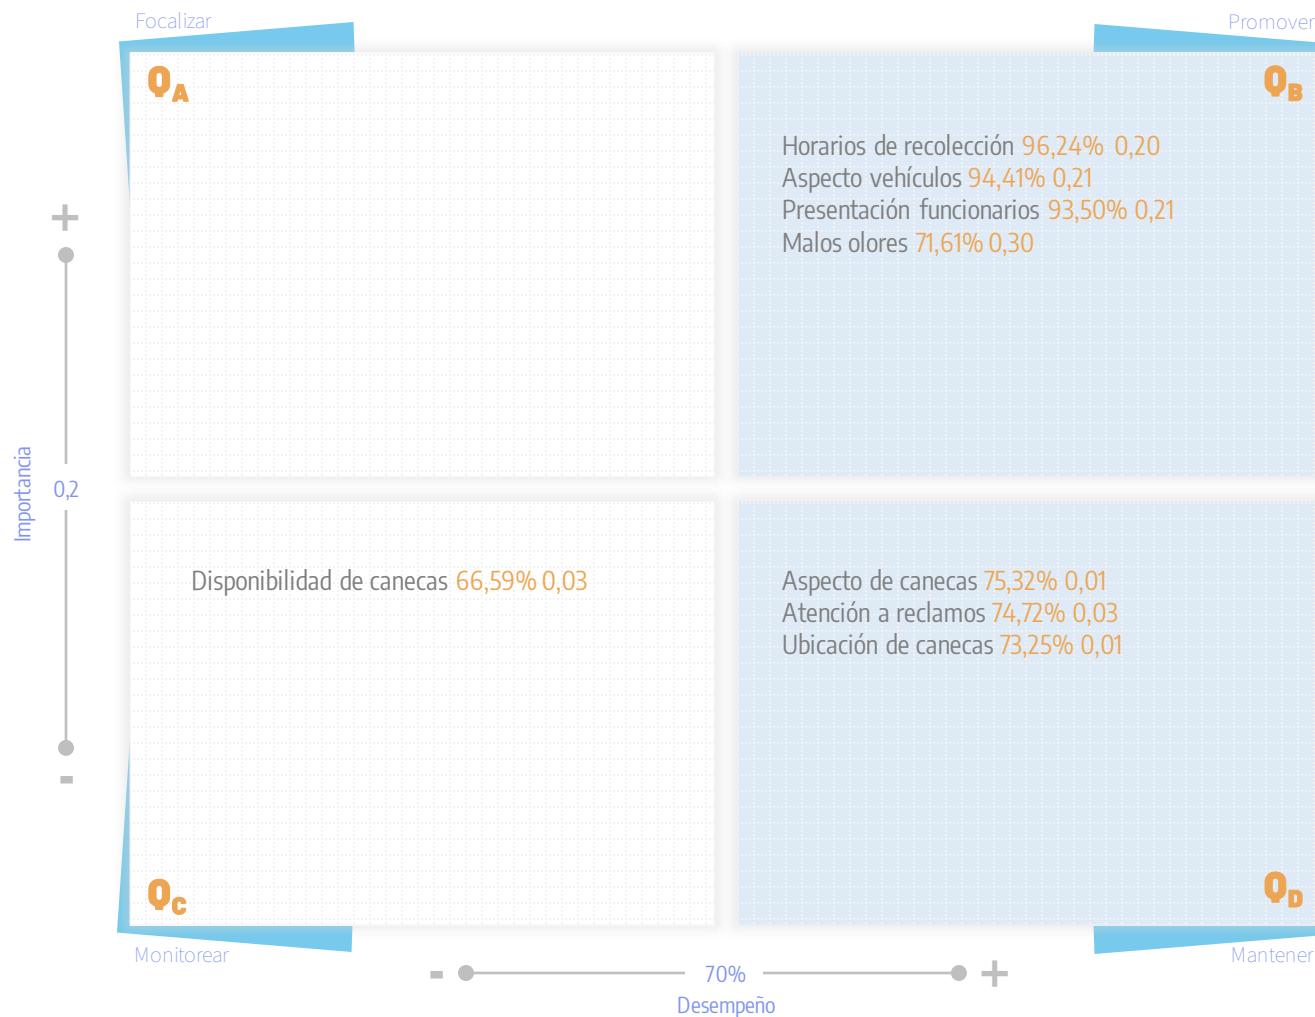 Focalizar
Promover
QA
QB
Horarios de recolección 96,24% 0,20
Aspecto vehículos 94,41% 0,21
Presentación funcionarios 93,50% 0,21
Malos olores 71,61% 0,30
+
Importancia
0,2
-
Disponibilidad de canecas 66,59% 0,03
Aspecto de canecas 75,32% 0,01
Atención a reclamos 74,72% 0,03
Ubicación de canecas 73,25% 0,01
QC
QD
Monitorear
Mantener
- 70% +
Desempeño